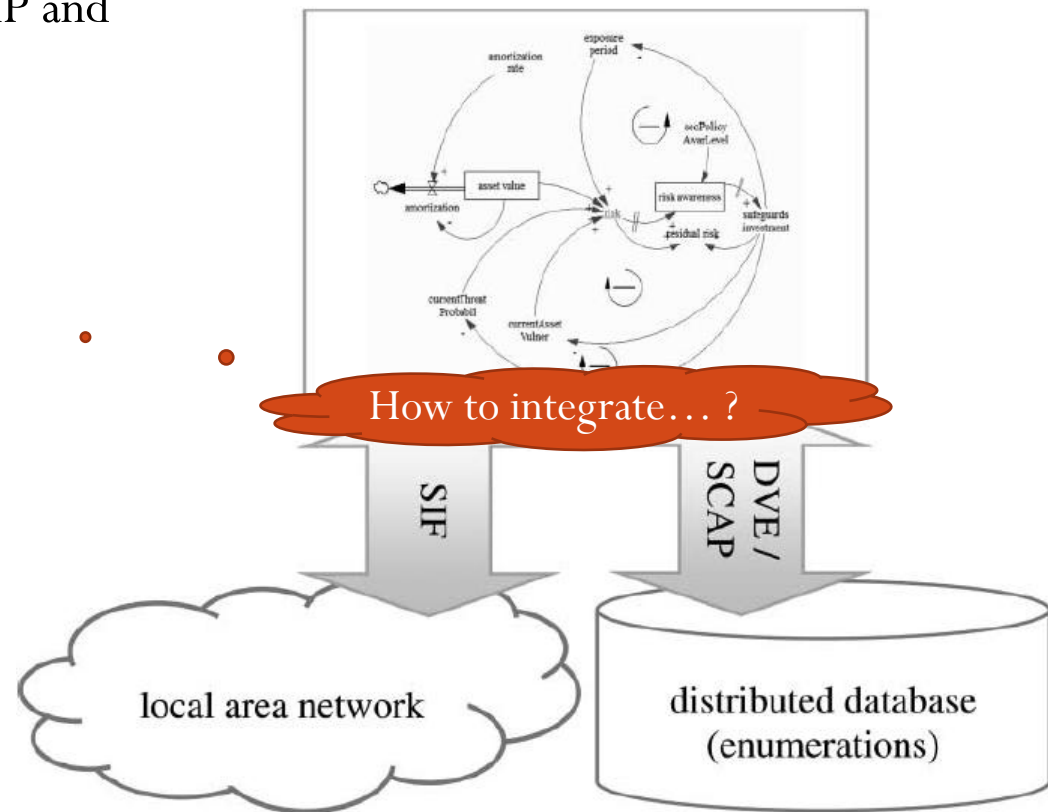 P and
exposure
period
amortization
rate
secPolicy
AwarLevel
asset value
risk awareness
amortization
risk
safeguards
investment
residual risk
currentThreat
Probabil
currentAsset
Vulner
How to integrate… ?
SIF
DVE /
SCAP
local area network
distributed database
(enumerations)